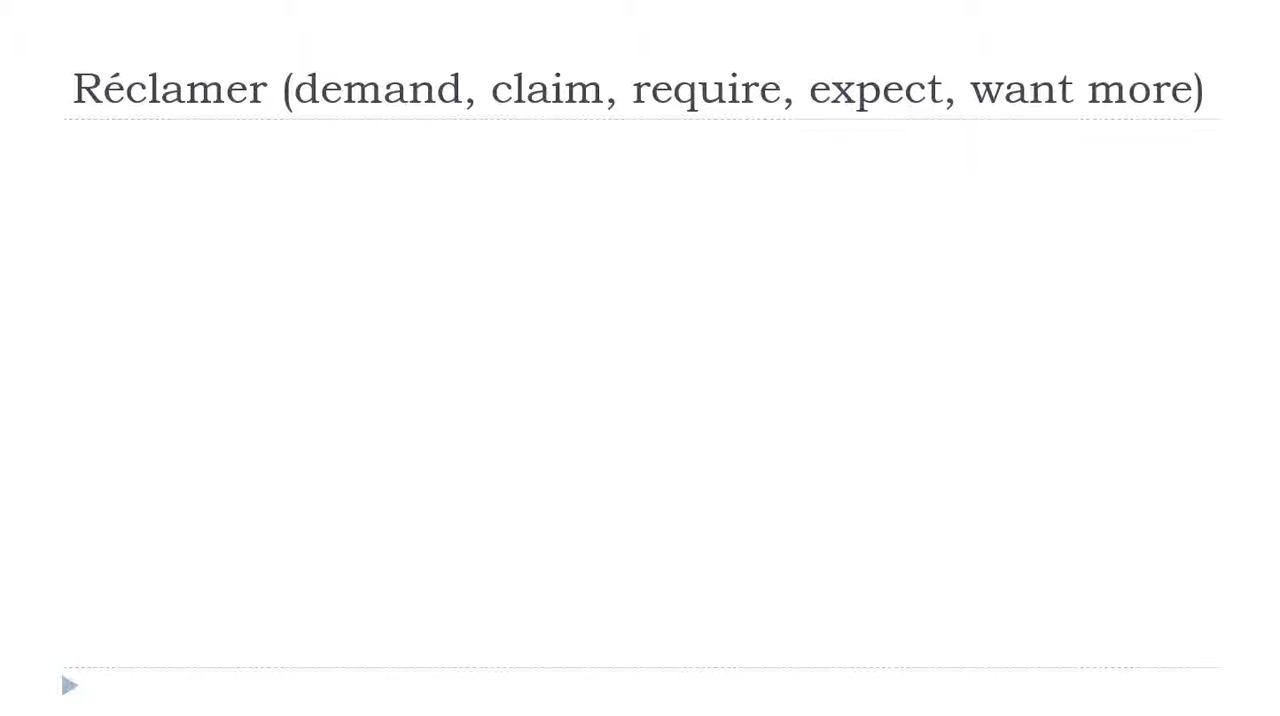 Réclamer (demand, claim, require, expect, want more)